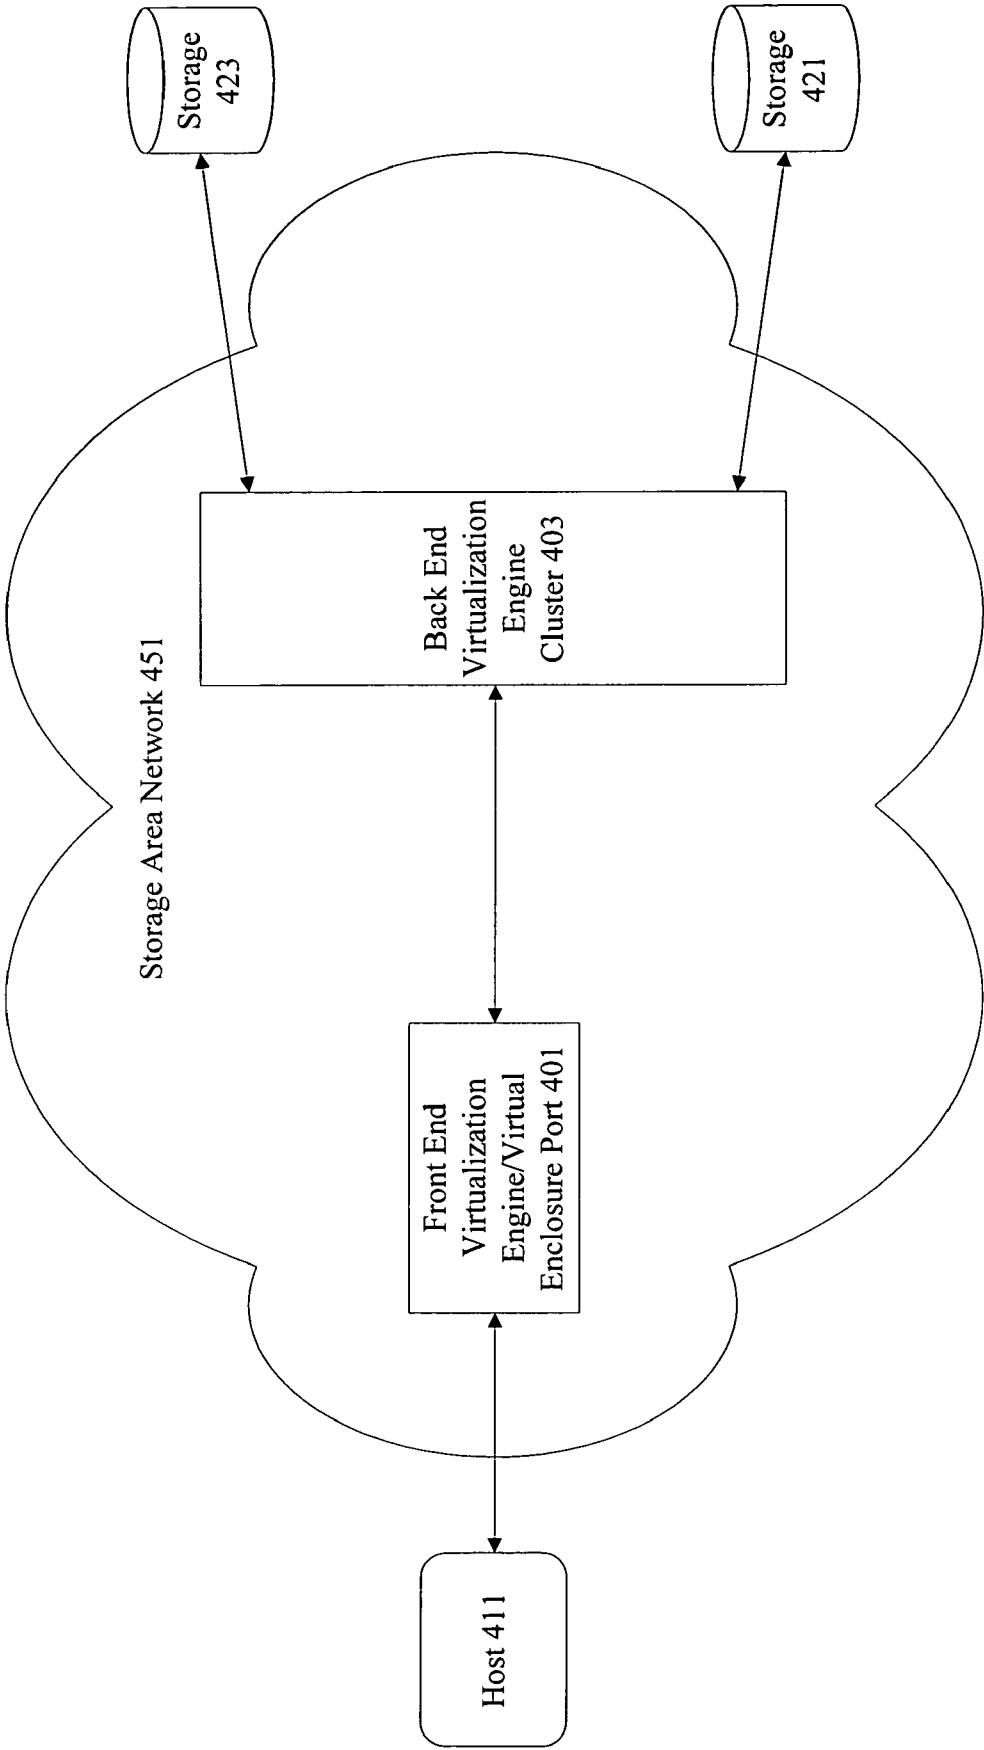 Storage Area Network 451
Storage
423
Host 411
Front End
Virtualization
Engine/Virtual
Enclosure Port 401
Back End
Virtualization
Engine
Cluster 403
Storage
421